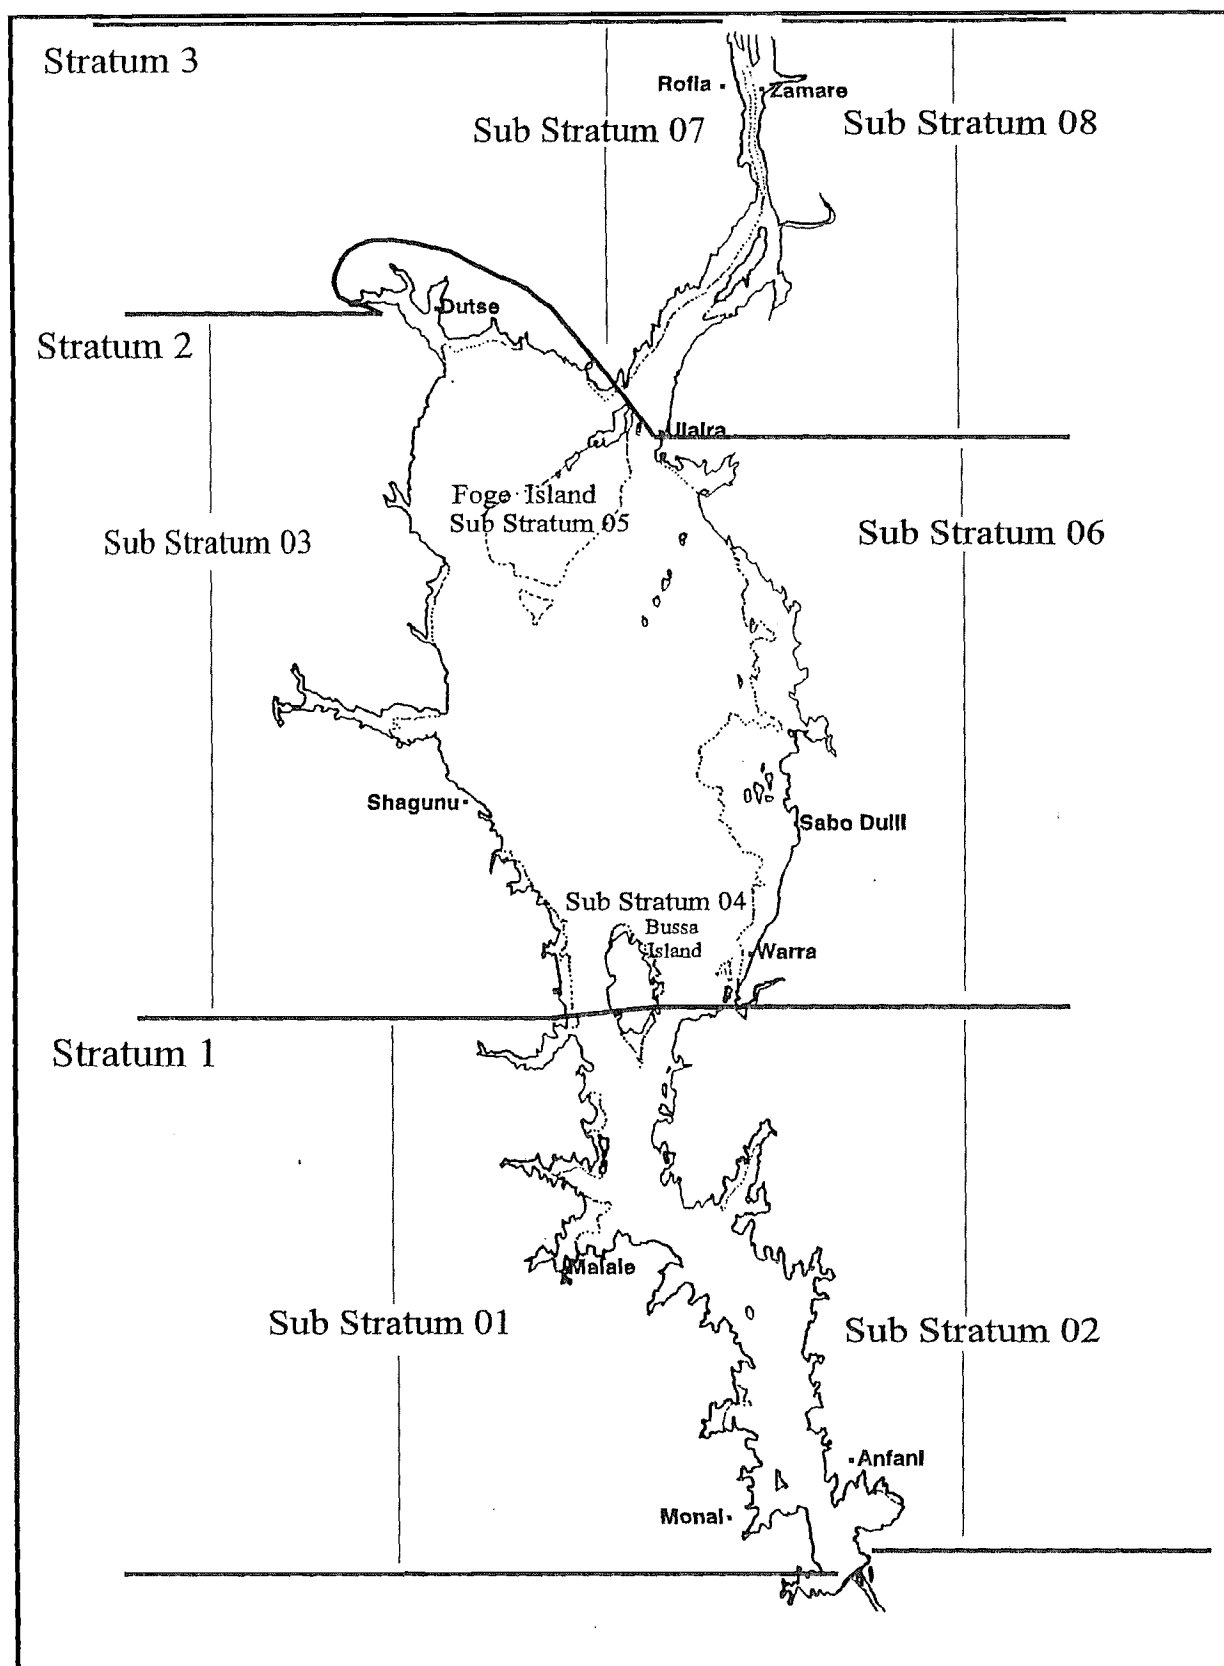 Stratum 3
Rofia
Zamare
Sub Stratum 07
Sub Stratum 08
Dutse
Stratum 2
Ulaira
Foge Island
Sub Stratum 05
Sub Stratum 03
Sub Stratum 06
Shagunu
Sabo Dulli
Sub Stratum 04
Bussa
Island
Warra
Stratum 1
Malale
Sub Stratum 01
Sub Stratum 02
Anfani
Monai